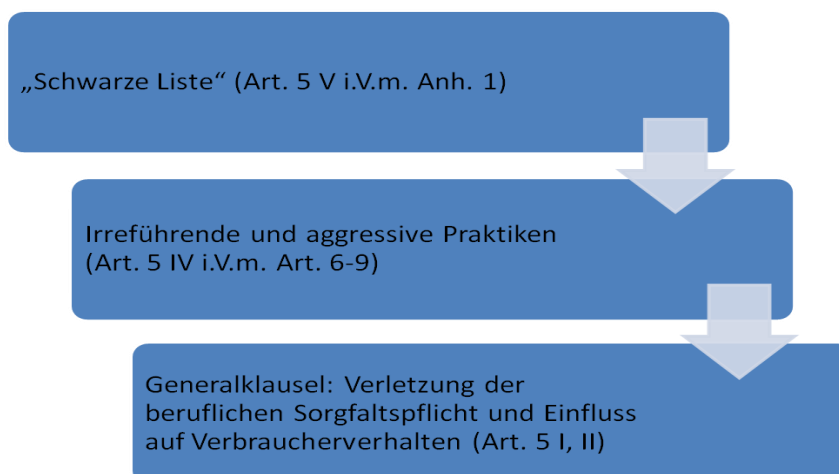 „Schwarze Liste“ (Art. 5 V i.V.m. Anh. 1)
Irreführende und aggressive Praktiken
(Art. 5 IV i.V.m. Art. 6-9)
Generalklausel: Verletzung der
beruflichen Sorgfaltspflicht und Einfluss
auf Verbraucherverhalten (Art. 5 I, II)